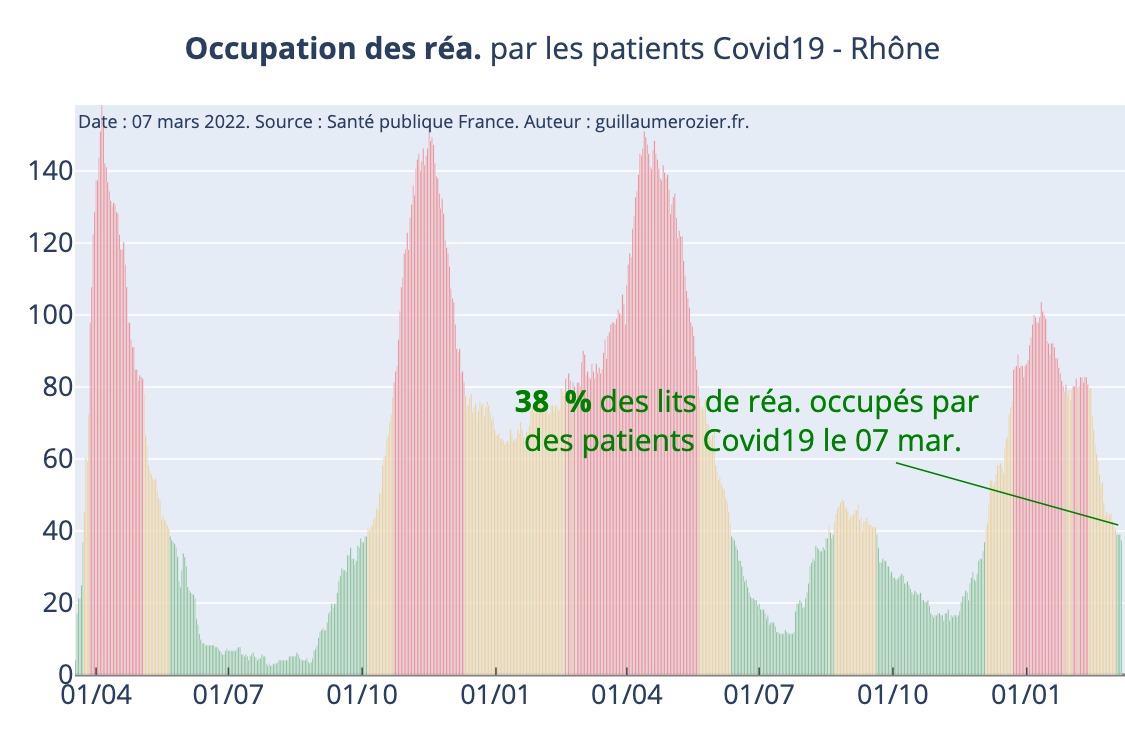 Occupation des réa. par les patients Covid19 - Rhône
Date : 07 mars 2022. Source : Santé publique France. Auteur : guillaumerozier.fr.
140
120
100
80
38 % des lits de réa. occupés par
des patients Covid19 le 07 mar.
60
40
20
0
01/04 01/07 01/10 01/01 01/04 01/07 01/10 01/01